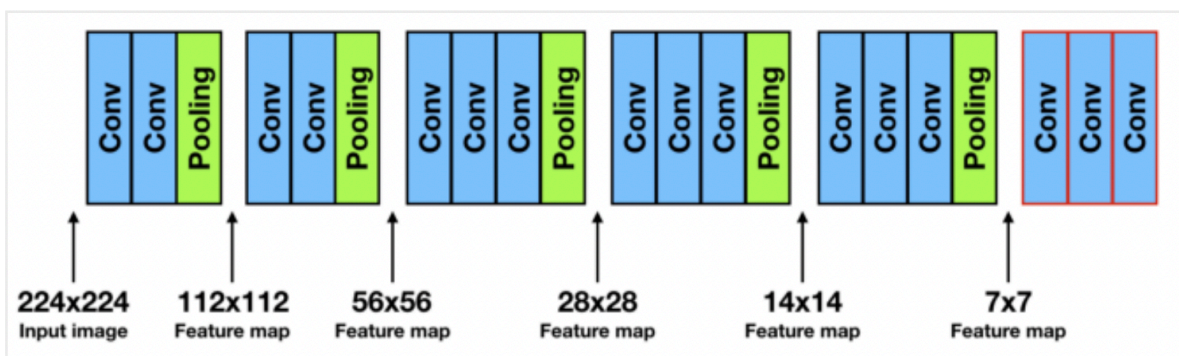 Conv
Conv
Pooling
Conv
Conv
Pooling
Conv
Conv
Conv
Pooling
Conv
Conv
Conv
Pooling
Conv
Conv
Conv
Pooling
Conv
Conv
Conv
224x224
Input image
112x112
Feature map
56x56
Feature map
28x28
Feature map
14x14
Feature map
7x7
Feature map